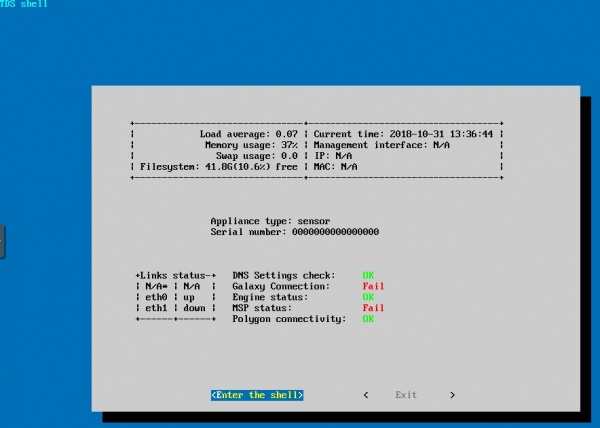 TDS shell
Load average: 0.07 | Current time: 2018-10-31 13:36:44
Memory usage: 37% | Management interface: N/A
Swap usage: 0.0 | IP: N/A
Filesystem: 41.8G(10.6%) free | MAC: N/A
Appliance type: sensor
Serial number: 0000000000000000
+Links status-+ DNS Settings check: OK
| N/A* | N/A | Galaxy Connection: Fail
| eth0 | up | Engine status: OK
| eth1 | down | MSP status: Fail
Polygon connectivity: OK
<Enter the shell> < Exit >